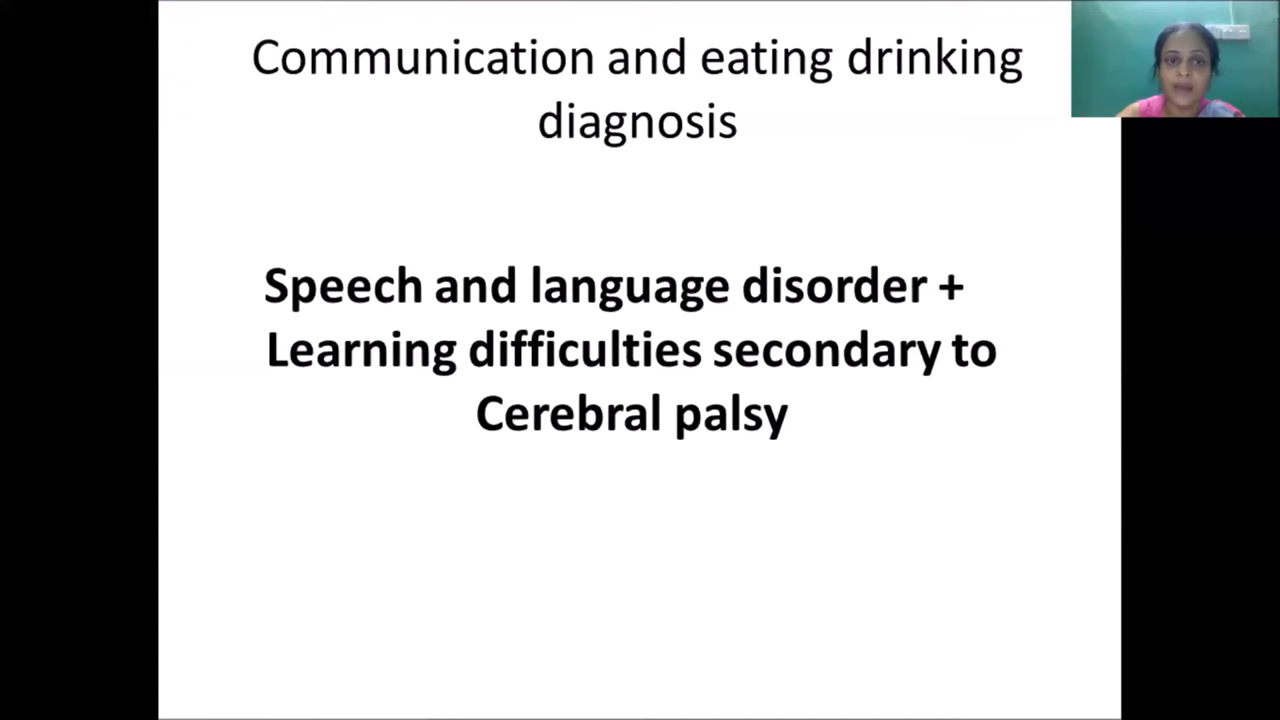 Communication and eating drinking
diagnosis
Speech and language disorder +
Learning difficulties secondary to
Cerebral palsy